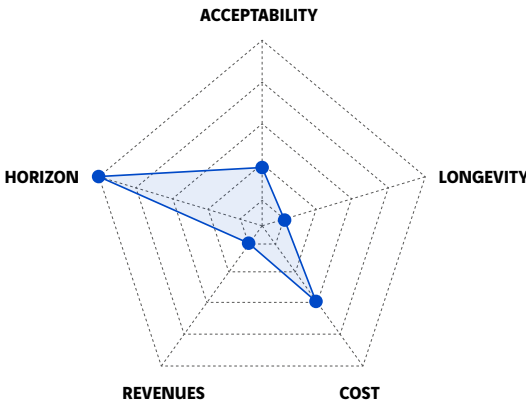 ACCEPTABILITY
HORIZON
LONGEVITY
REVENUES
COST